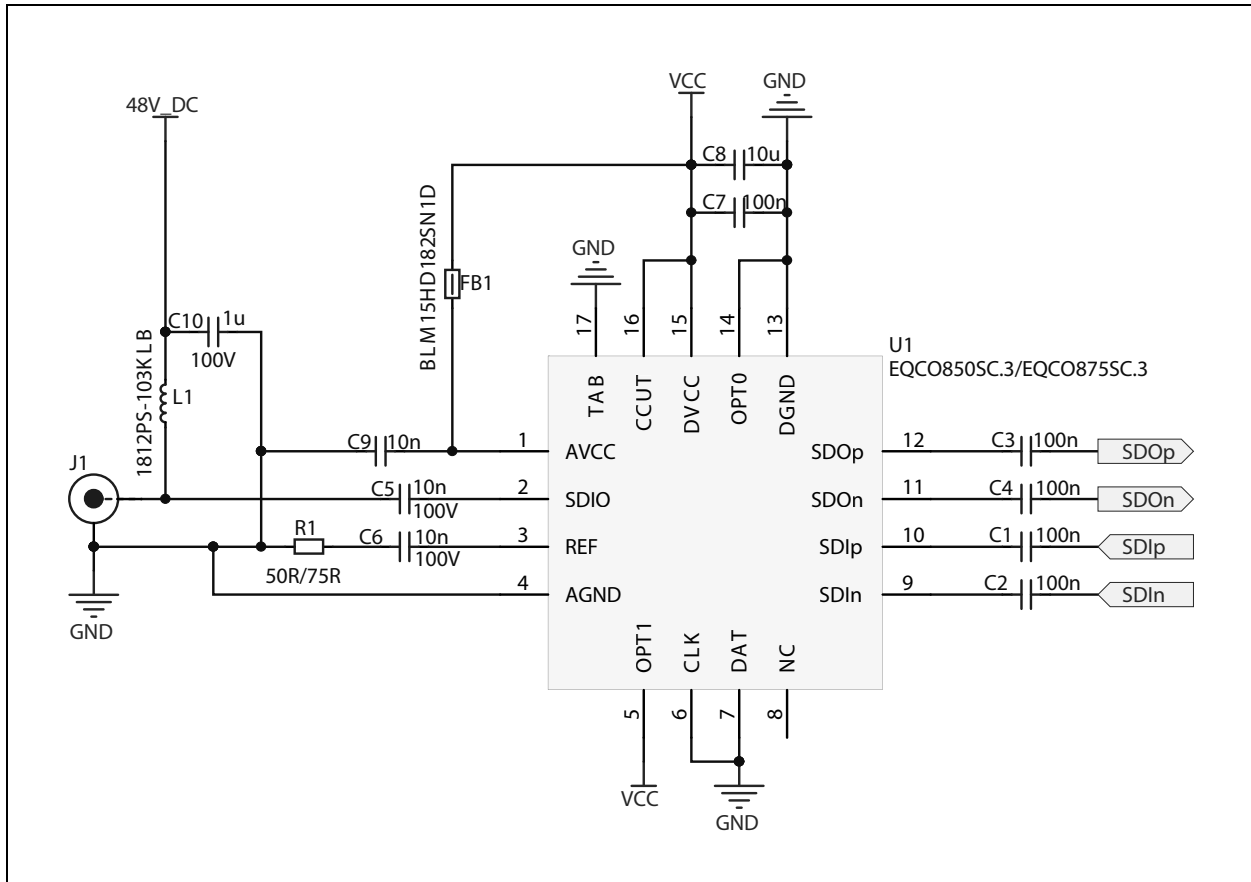 VCC
GND
48V_DC
C8
10u
C7
100n
BLM15HD182SN1D
FB1
GND
17
16
15
14
13
U1
EQCO850SC.3/EQCO875SC.3
C10
1u
100V
1812PS-103KLB
L1
TAB
CCUT
DVCC
OPT0
DGND
J1
C9
10n
1
AVCC
SDOp
12
C3
100n
SDOp
C5
10n
100V
2
SDIO
SDOn
11
C4
100n
SDOn
R1
50R/75R
C6
10n
100V
3
REF
SDIp
10
C1
100n
SDIp
4
AGND
SDIn
9
C2
100n
SDIn
GND
OPT1
CLK
DAT
NC
5
6
7
8
VCC
GND